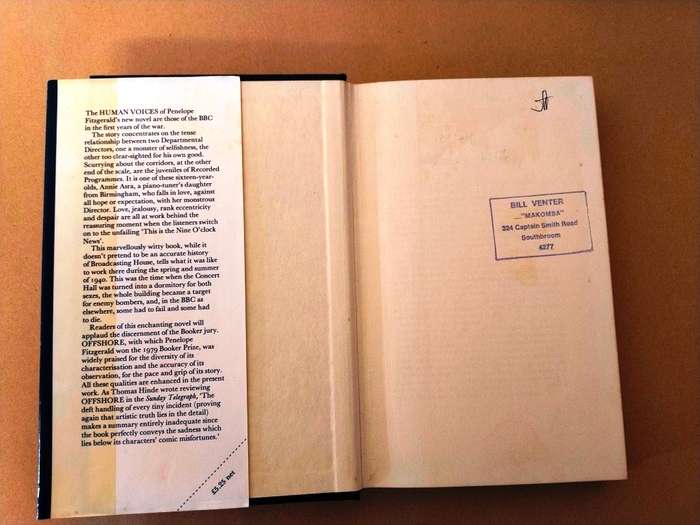 The HUMAN VOICES of Penelope
Fitzgerald's new novel are those of the BBC
in the first years of the war.
The story concentrates on the tense
relationship between two Departmental
Directors, one a monster of selfishness, the
other too clear-sighted for his own good.
Scurrying about the corridors, at the other
end of the scale, are the juveniles of Recorded
Programmes. It is one of these sixteen-year-
olds, Annie Asra, a piano-tuner's daughter
from Birmingham, who falls in love, against
all hope or expectation, with her monstrous
Director. Love, jealousy, rank eccentricity
and despair are all at work behind the
reassuring moment when the listeners switch
on to the unfailing 'This is the Nine O'clock
News'.
This marvellously witty book, while it
doesn't pretend to be an accurate history
of Broadcasting House, tells what it was like
to work there during the spring and summer
of 1940. This was the time when the Concert
Hall was turned into a dormitory for both
sexes, the whole building became a target
for enemy bombers, and, in the BBC as
elsewhere, some had to fail and some had
to die.
Readers of this enchanting novel will
applaud the discernment of the Booker jury.
OFFSHORE, with which Penelope
Fitzgerald won the 1979 Booker Prize, was
widely praised for the diversity of its
characterisation and the accuracy of its
observation, for the pace and grip of its story.
All these qualities are enhanced in the present
work. As Thomas Hinde wrote reviewing
OFFSHORE in the Sunday Telegraph, 'The
deft handling of every tiny incident (proving
again that artistic truth lies in the detail)
makes a summary entirely inadequate since
the book perfectly conveys the sadness which
lies below its characters' comic misfortunes.'
£5.25 net
BILL VENTER
"MAKOMBA"
324 Captain Smith Road
Southbroom
4277